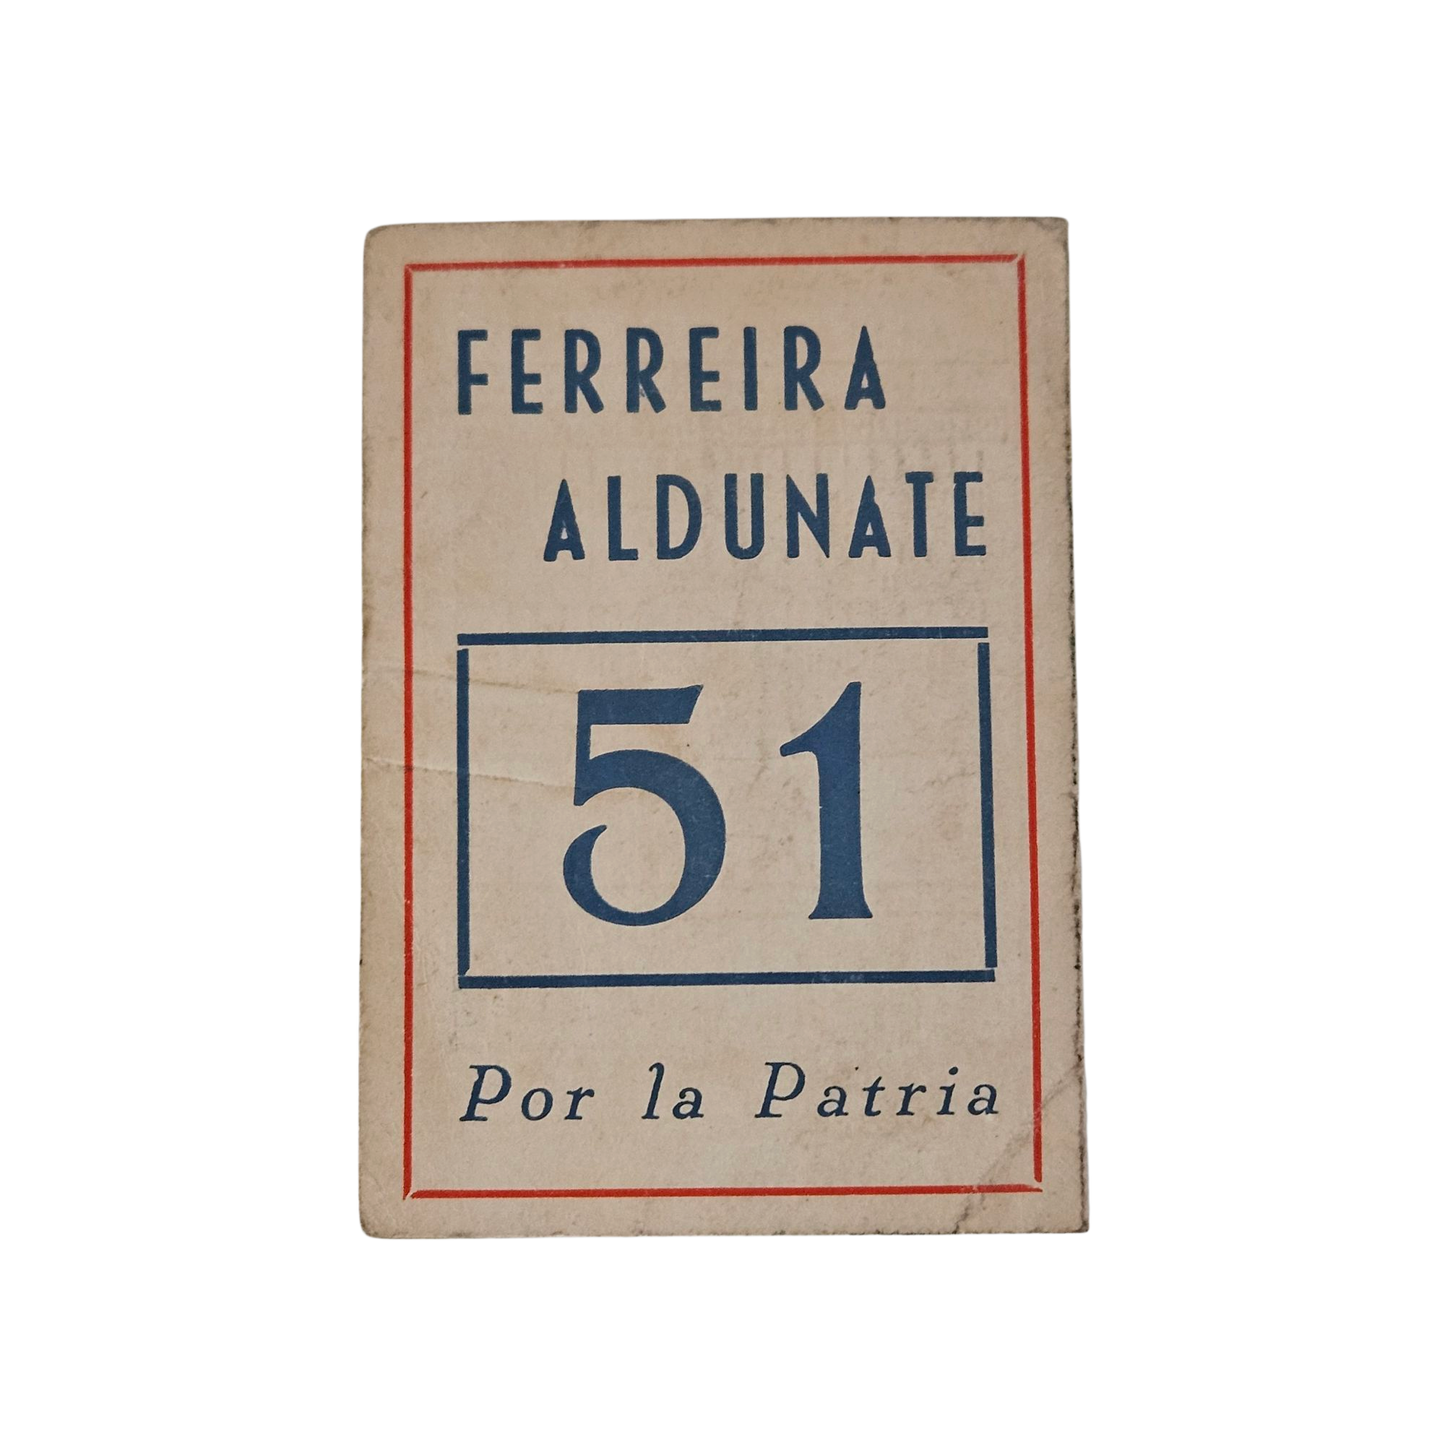 FERREIRA
ALDUNATE
51
Por la Patria